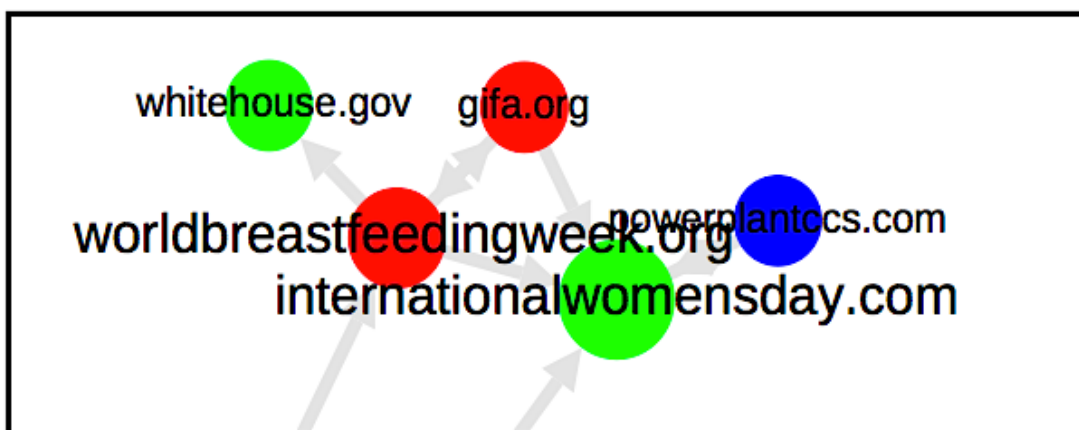 whitehouse.gov
gifa.org
powerplantccs.com
worldbreastfeedingweek.org
internationalwomensday.com